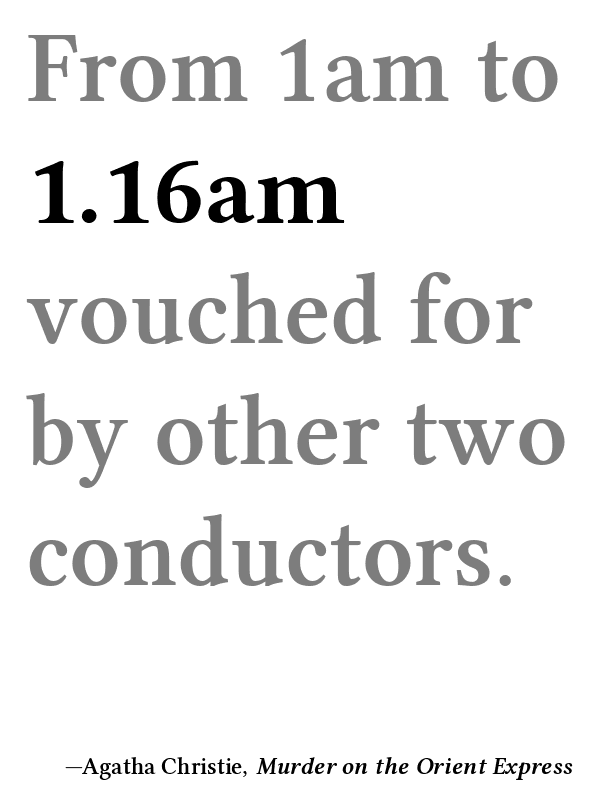 From 1am to
1.16am
vouched for
by other two
conductors.
—Agatha Christie, Murder on the Orient Express